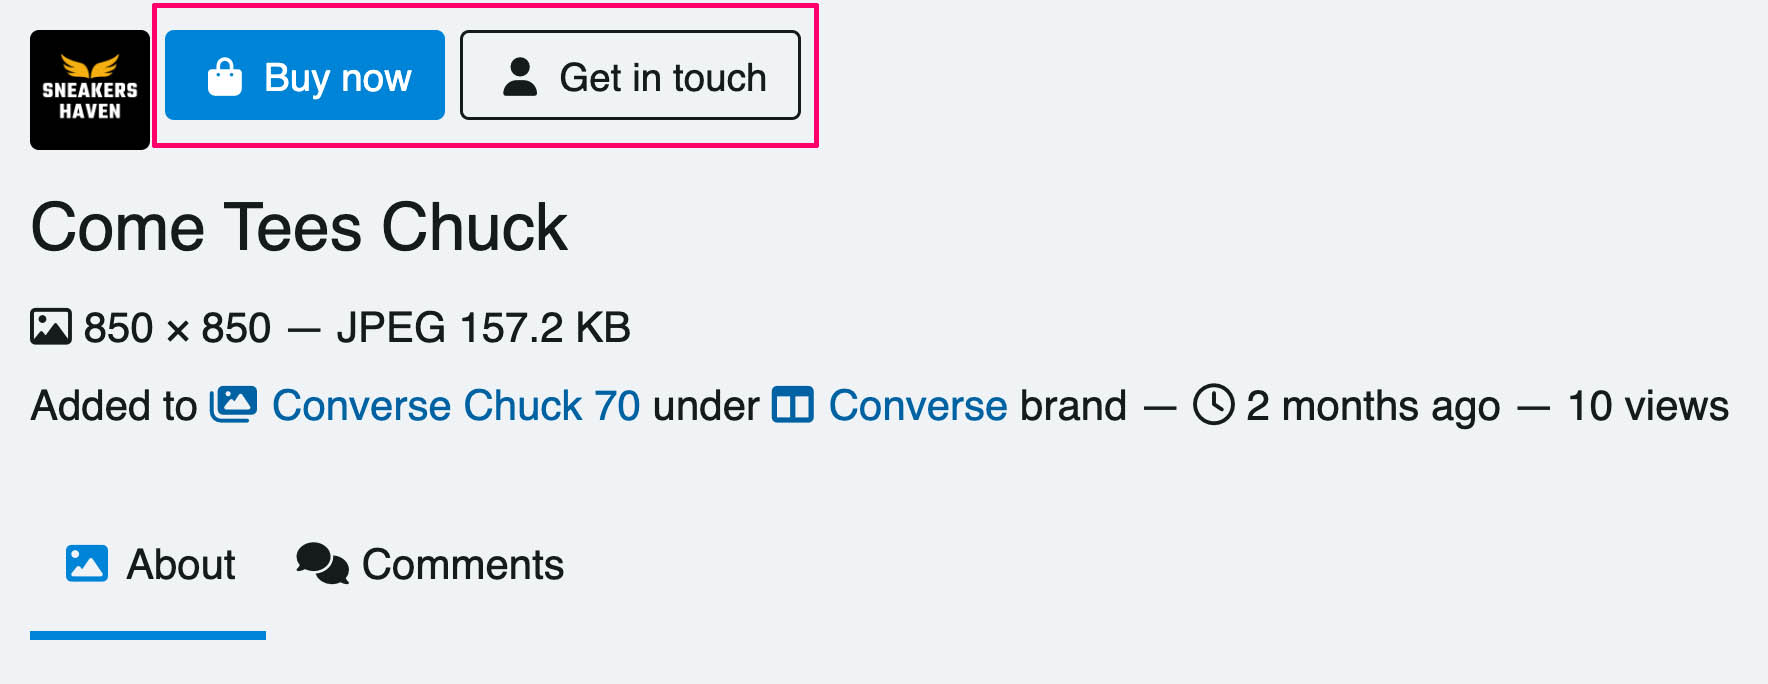 SNEAKERS
HAVEN
Buy now
Get in touch
Come Tees Chuck
850 × 850 — JPEG 157.2 KB
Added to Converse Chuck 70 under Converse brand — 2 months ago — 10 views
About
Comments